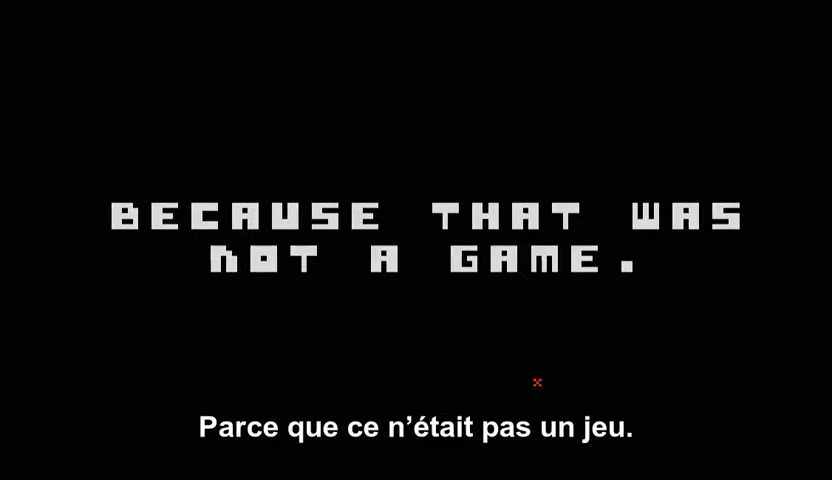 BECAUSE THAT WAS
NOT A GAME.
x
Parce que ce n’était pas un jeu.